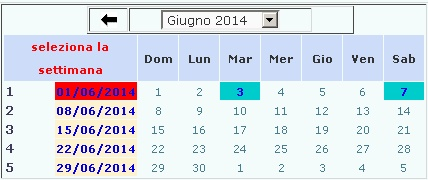 Giugno 2014
seleziona la settimana Dom Lun Mar Mer Gio Ven Sab
1 01/06/2014 1 2 3 4 5 6 7
2 08/06/2014 8 9 10 11 12 13 14
3 15/06/2014 15 16 17 18 19 20 21
4 22/06/2014 22 23 24 25 26 27 28
5 29/06/2014 29 30 1 2 3 4 5